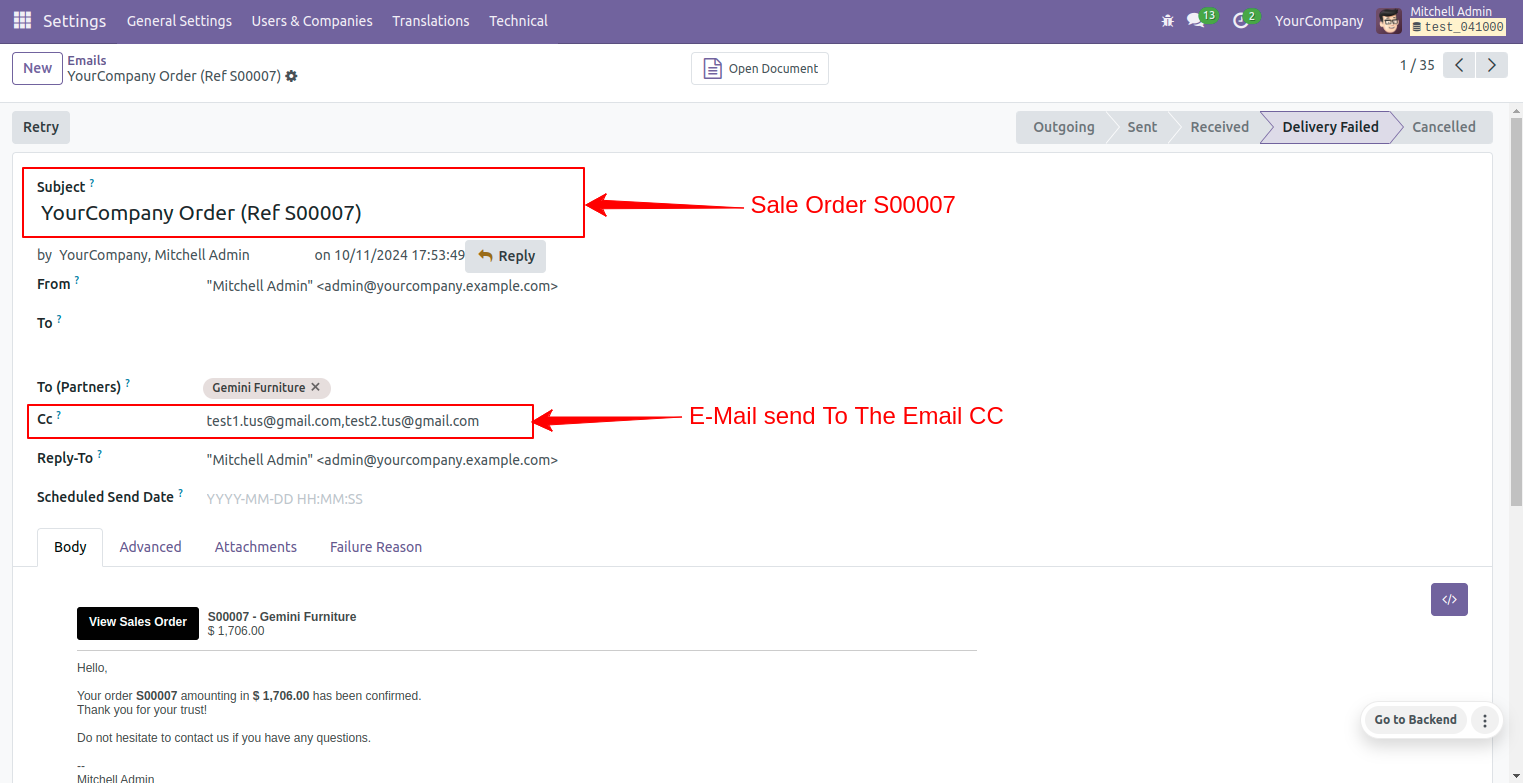 Settings General Settings Users & Companies Translations Technical 13 2 YourCompany Mitchell Admin
test_041000
New Emails
YourCompany Order (Ref S00007)
Open Document
1 / 35
Retry
Outgoing Sent Received Delivery Failed Cancelled
Subject ?
YourCompany Order (Ref S00007)
Sale Order S00007
by YourCompany, Mitchell Admin on 10/11/2024 17:53:49 Reply
From ? "Mitchell Admin" <admin@yourcompany.example.com>
To ?
To (Partners) ? Gemini Furniture ✕
Cc ? test1.tus@gmail.com,test2.tus@gmail.com
E-Mail send To The Email CC
Reply-To ? "Mitchell Admin" <admin@yourcompany.example.com>
Scheduled Send Date ? YYYY-MM-DD HH:MM:SS
Body Advanced Attachments Failure Reason
</>
View Sales Order
S00007 - Gemini Furniture
$ 1,706.00
Hello,
Your order S00007 amounting in $ 1,706.00 has been confirmed.
Thank you for your trust!
Go to Backend
Do not hesitate to contact us if you have any questions.
--
Mitchell Admin